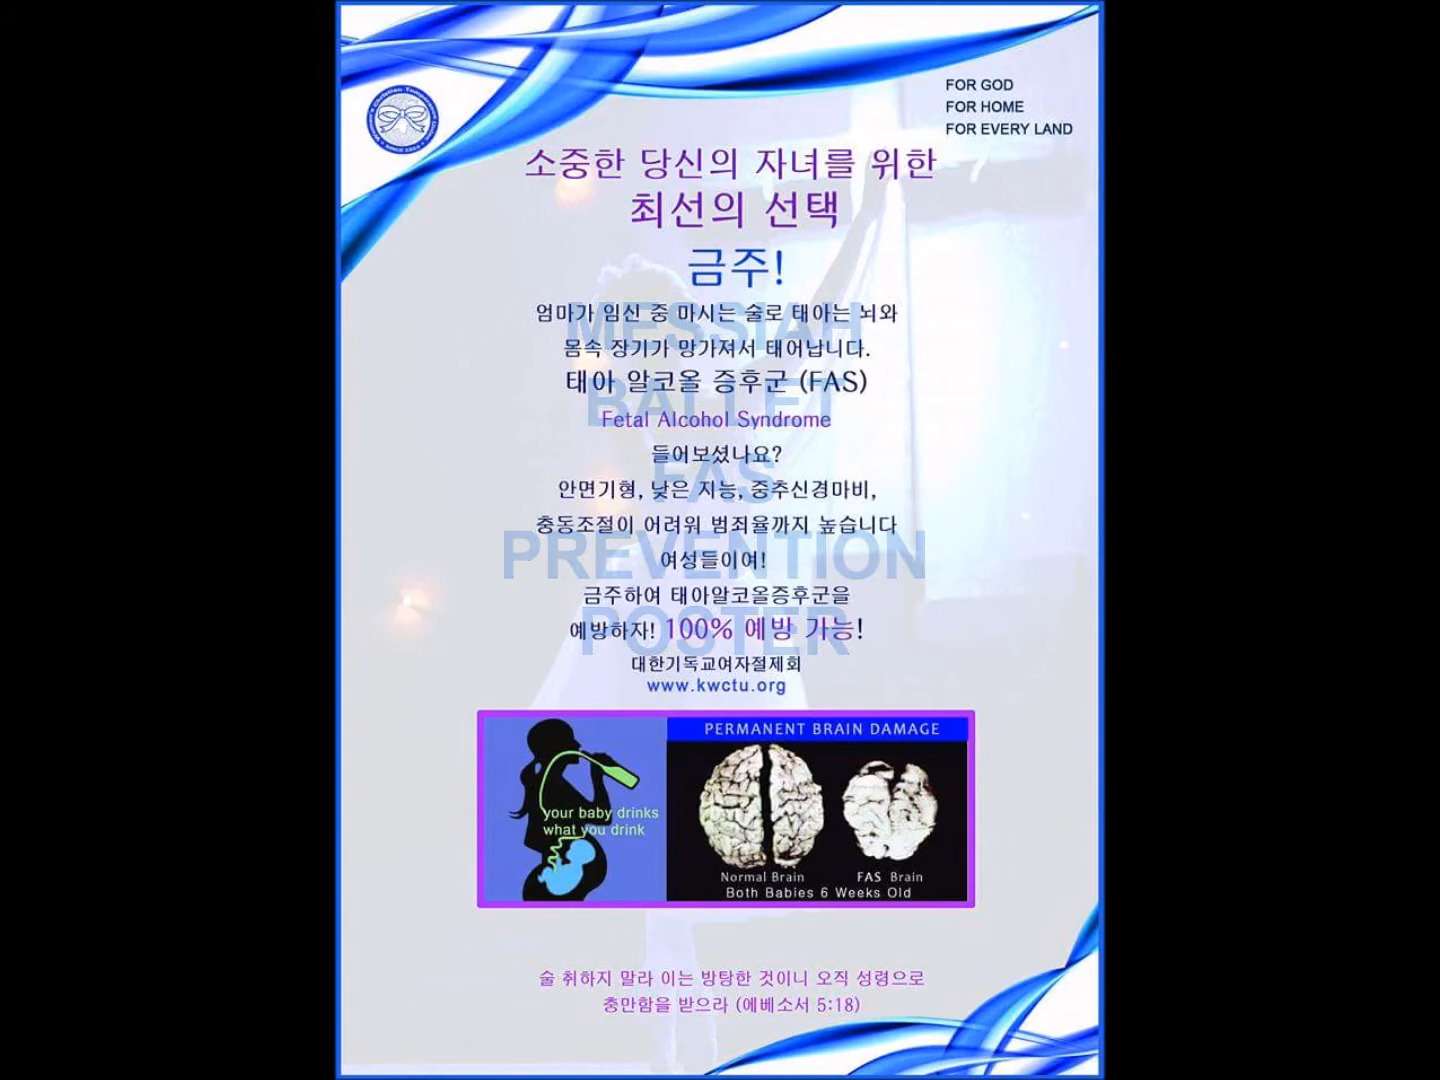 FOR GOD
FOR HOME
FOR EVERY LAND
소중한 당신의 자녀를 위한
최선의 선택
금주!
엄마가 임신 중 마시는 술로 태아는 뇌와
몸속 장기가 망가져서 태어납니다.
태아 알코올 증후군 (FAS)
Fetal Alcohol Syndrome
들어보셨나요?
안면기형, 낮은 지능, 중추신경마비,
충동조절이 어려워 범죄율까지 높습니다
여성들이여!
금주하여 태아알코올증후군을
예방하자! 100% 예방 가능!
대한기독교여자절제회
www.kwctu.org
MESSIAH
BALLET
FAS
PREVENTION
POSTER
your baby drinks
what you drink
PERMANENT BRAIN DAMAGE
Normal Brain
FAS Brain
Both Babies 6 Weeks Old
술 취하지 말라 이는 방탕한 것이니 오직 성령으로
충만함을 받으라 (에베소서 5:18)